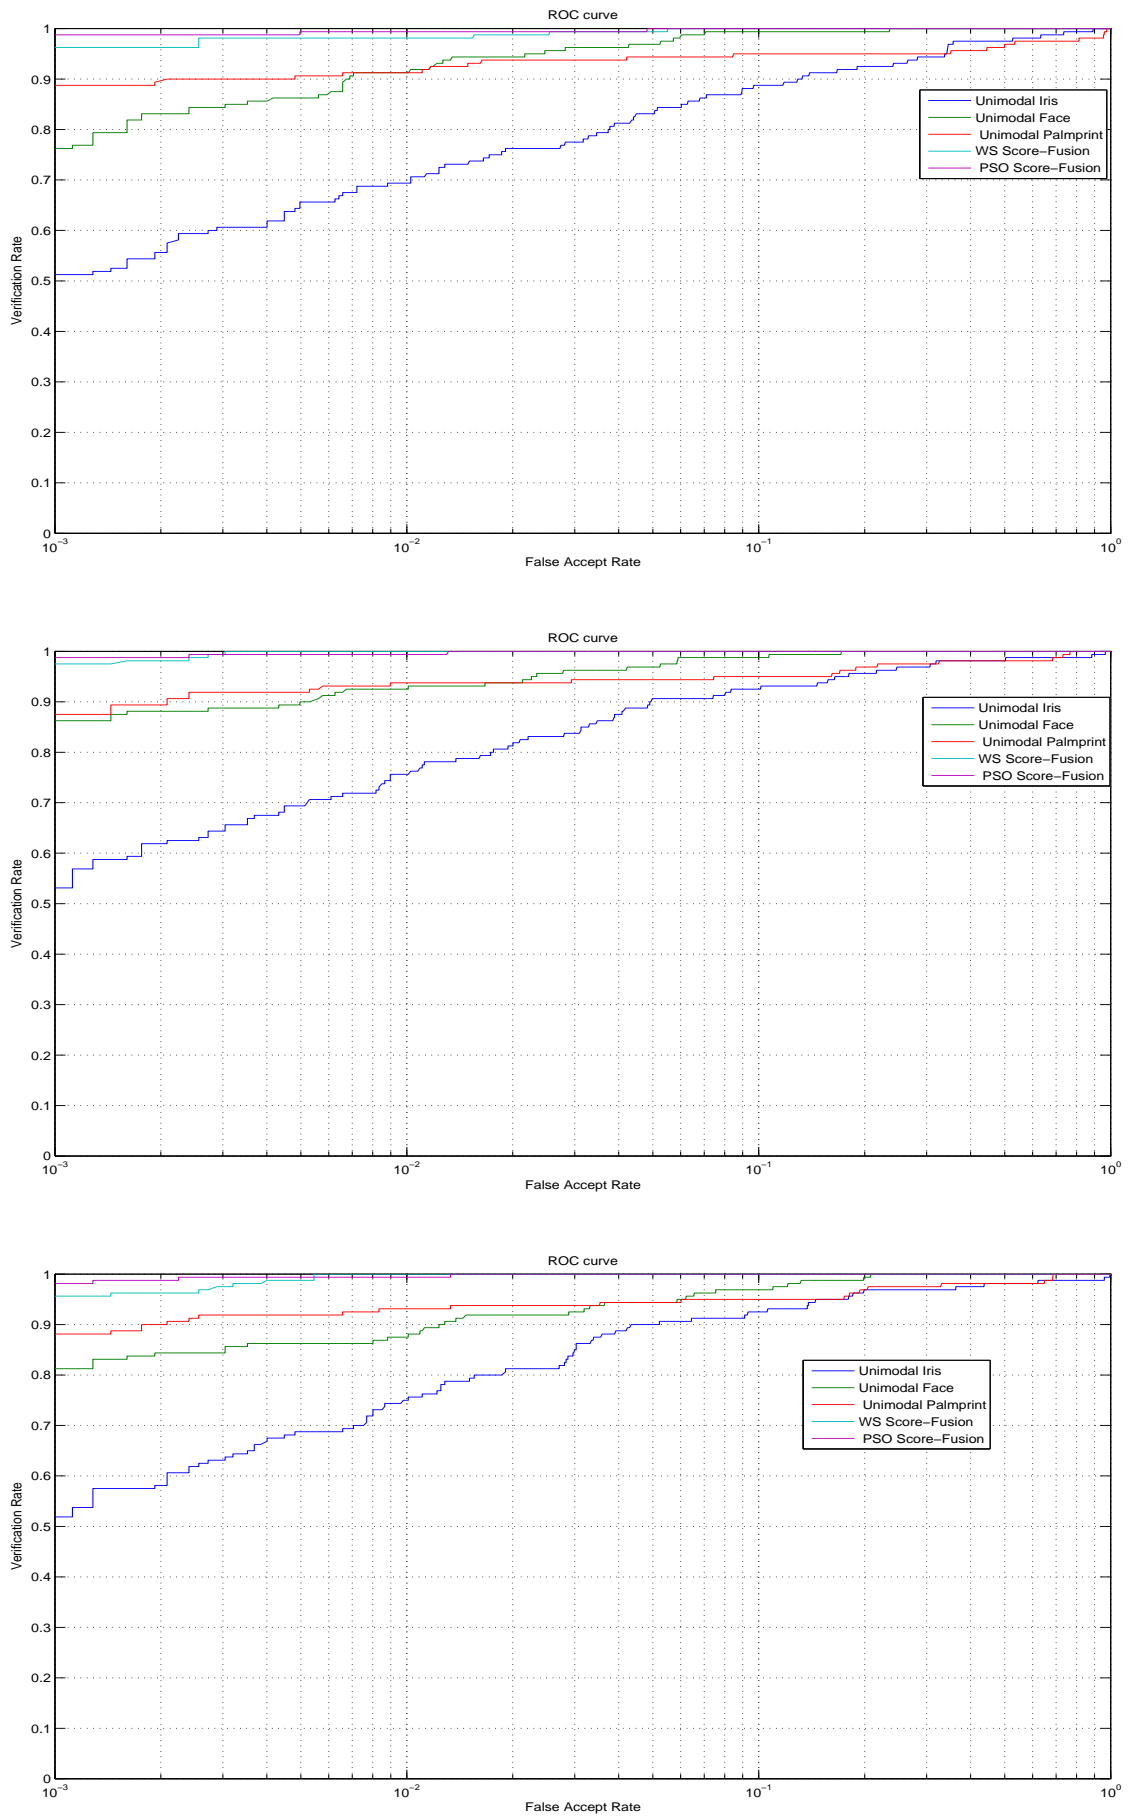 ROC curve
1
0.9
0.8
0.7
0.6
0.5
0.4
0.3
0.2
0.1
0
Verification Rate
Unimodal Iris
Unimodal Face
Unimodal Palmprint
WS Score−Fusion
PSO Score−Fusion
10−3 10−2 10−1 100
False Accept Rate
ROC curve
1
0.9
0.8
0.7
0.6
0.5
0.4
0.3
0.2
0.1
0
Verification Rate
Unimodal Iris
Unimodal Face
Unimodal Palmprint
WS Score−Fusion
PSO Score−Fusion
10−3 10−2 10−1 100
False Accept Rate
ROC curve
1
0.9
0.8
0.7
0.6
0.5
0.4
0.3
0.2
0.1
0
Verification Rate
Unimodal Iris
Unimodal Face
Unimodal Palmprint
WS Score−Fusion
PSO Score−Fusion
10−3 10−2 10−1 100
False Accept Rate